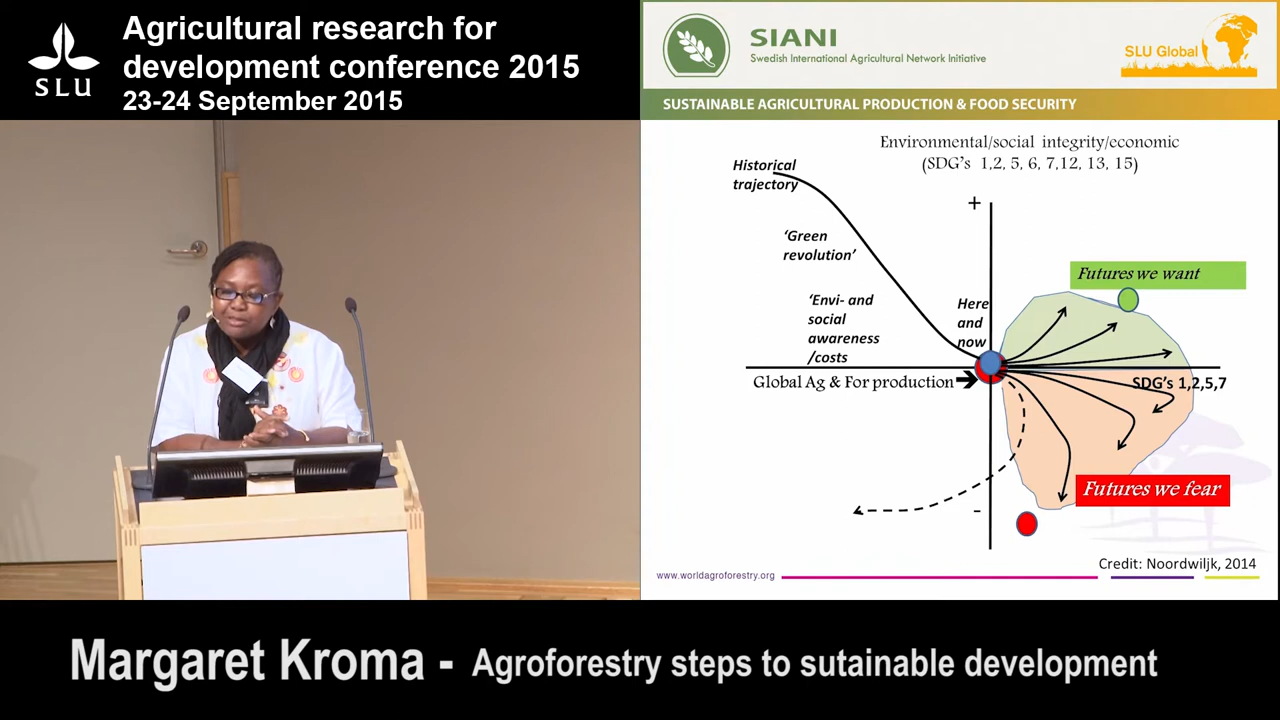 SLU
Agricultural research for
development conference 2015
23-24 September 2015
SIANI
Swedish International Agricultural Network Initiative
SLU Global
SUSTAINABLE AGRICULTURAL PRODUCTION & FOOD SECURITY
Environmental/social integrity/economic
(SDG's 1,2, 5, 6, 7,12, 13, 15)
Historical
trajectory
+
'Green
revolution'
Futures we want
'Envi- and
social
awareness
/costs
Here
and
now
Global Ag & For production
SDG's 1,2,5,7
Futures we fear
-
Credit: Noordwiljk, 2014
www.worldagroforestry.org
Margaret Kroma - Agroforestry steps to sutainable development